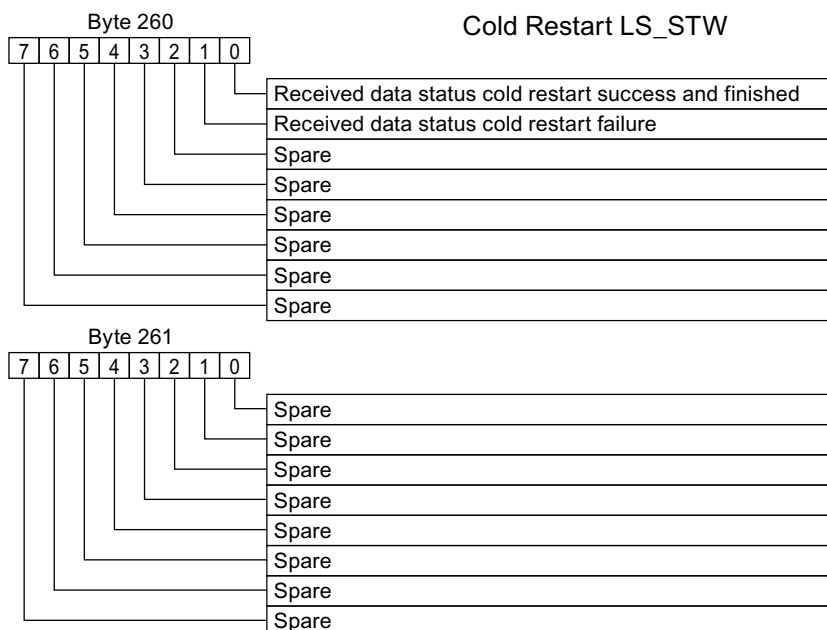 Byte 260
Cold Restart LS_STW
7 6 5 4 3 2 1 0
Received data status cold restart success and finished
Received data status cold restart failure
Spare
Spare
Spare
Spare
Spare
Spare
Byte 261
7 6 5 4 3 2 1 0
Spare
Spare
Spare
Spare
Spare
Spare
Spare
Spare